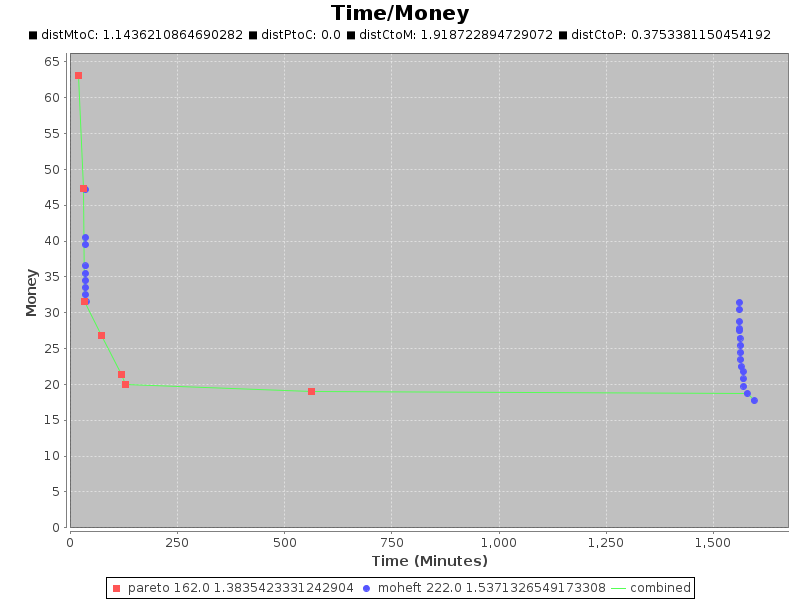 Time/Money
distMtoC: 1.1436210864690282 distPtoC: 0.0 distCtoM: 1.918722894729072 distCtoP: 0.3753381150454192
65
60
55
50
45
40
35
30
25
20
15
10
5
0
Money
0 250 500 750 1,000 1,250 1,500
Time (Minutes)
pareto 162.0 1.3835423331242904 moheft 222.0 1.5371326549173308 combined